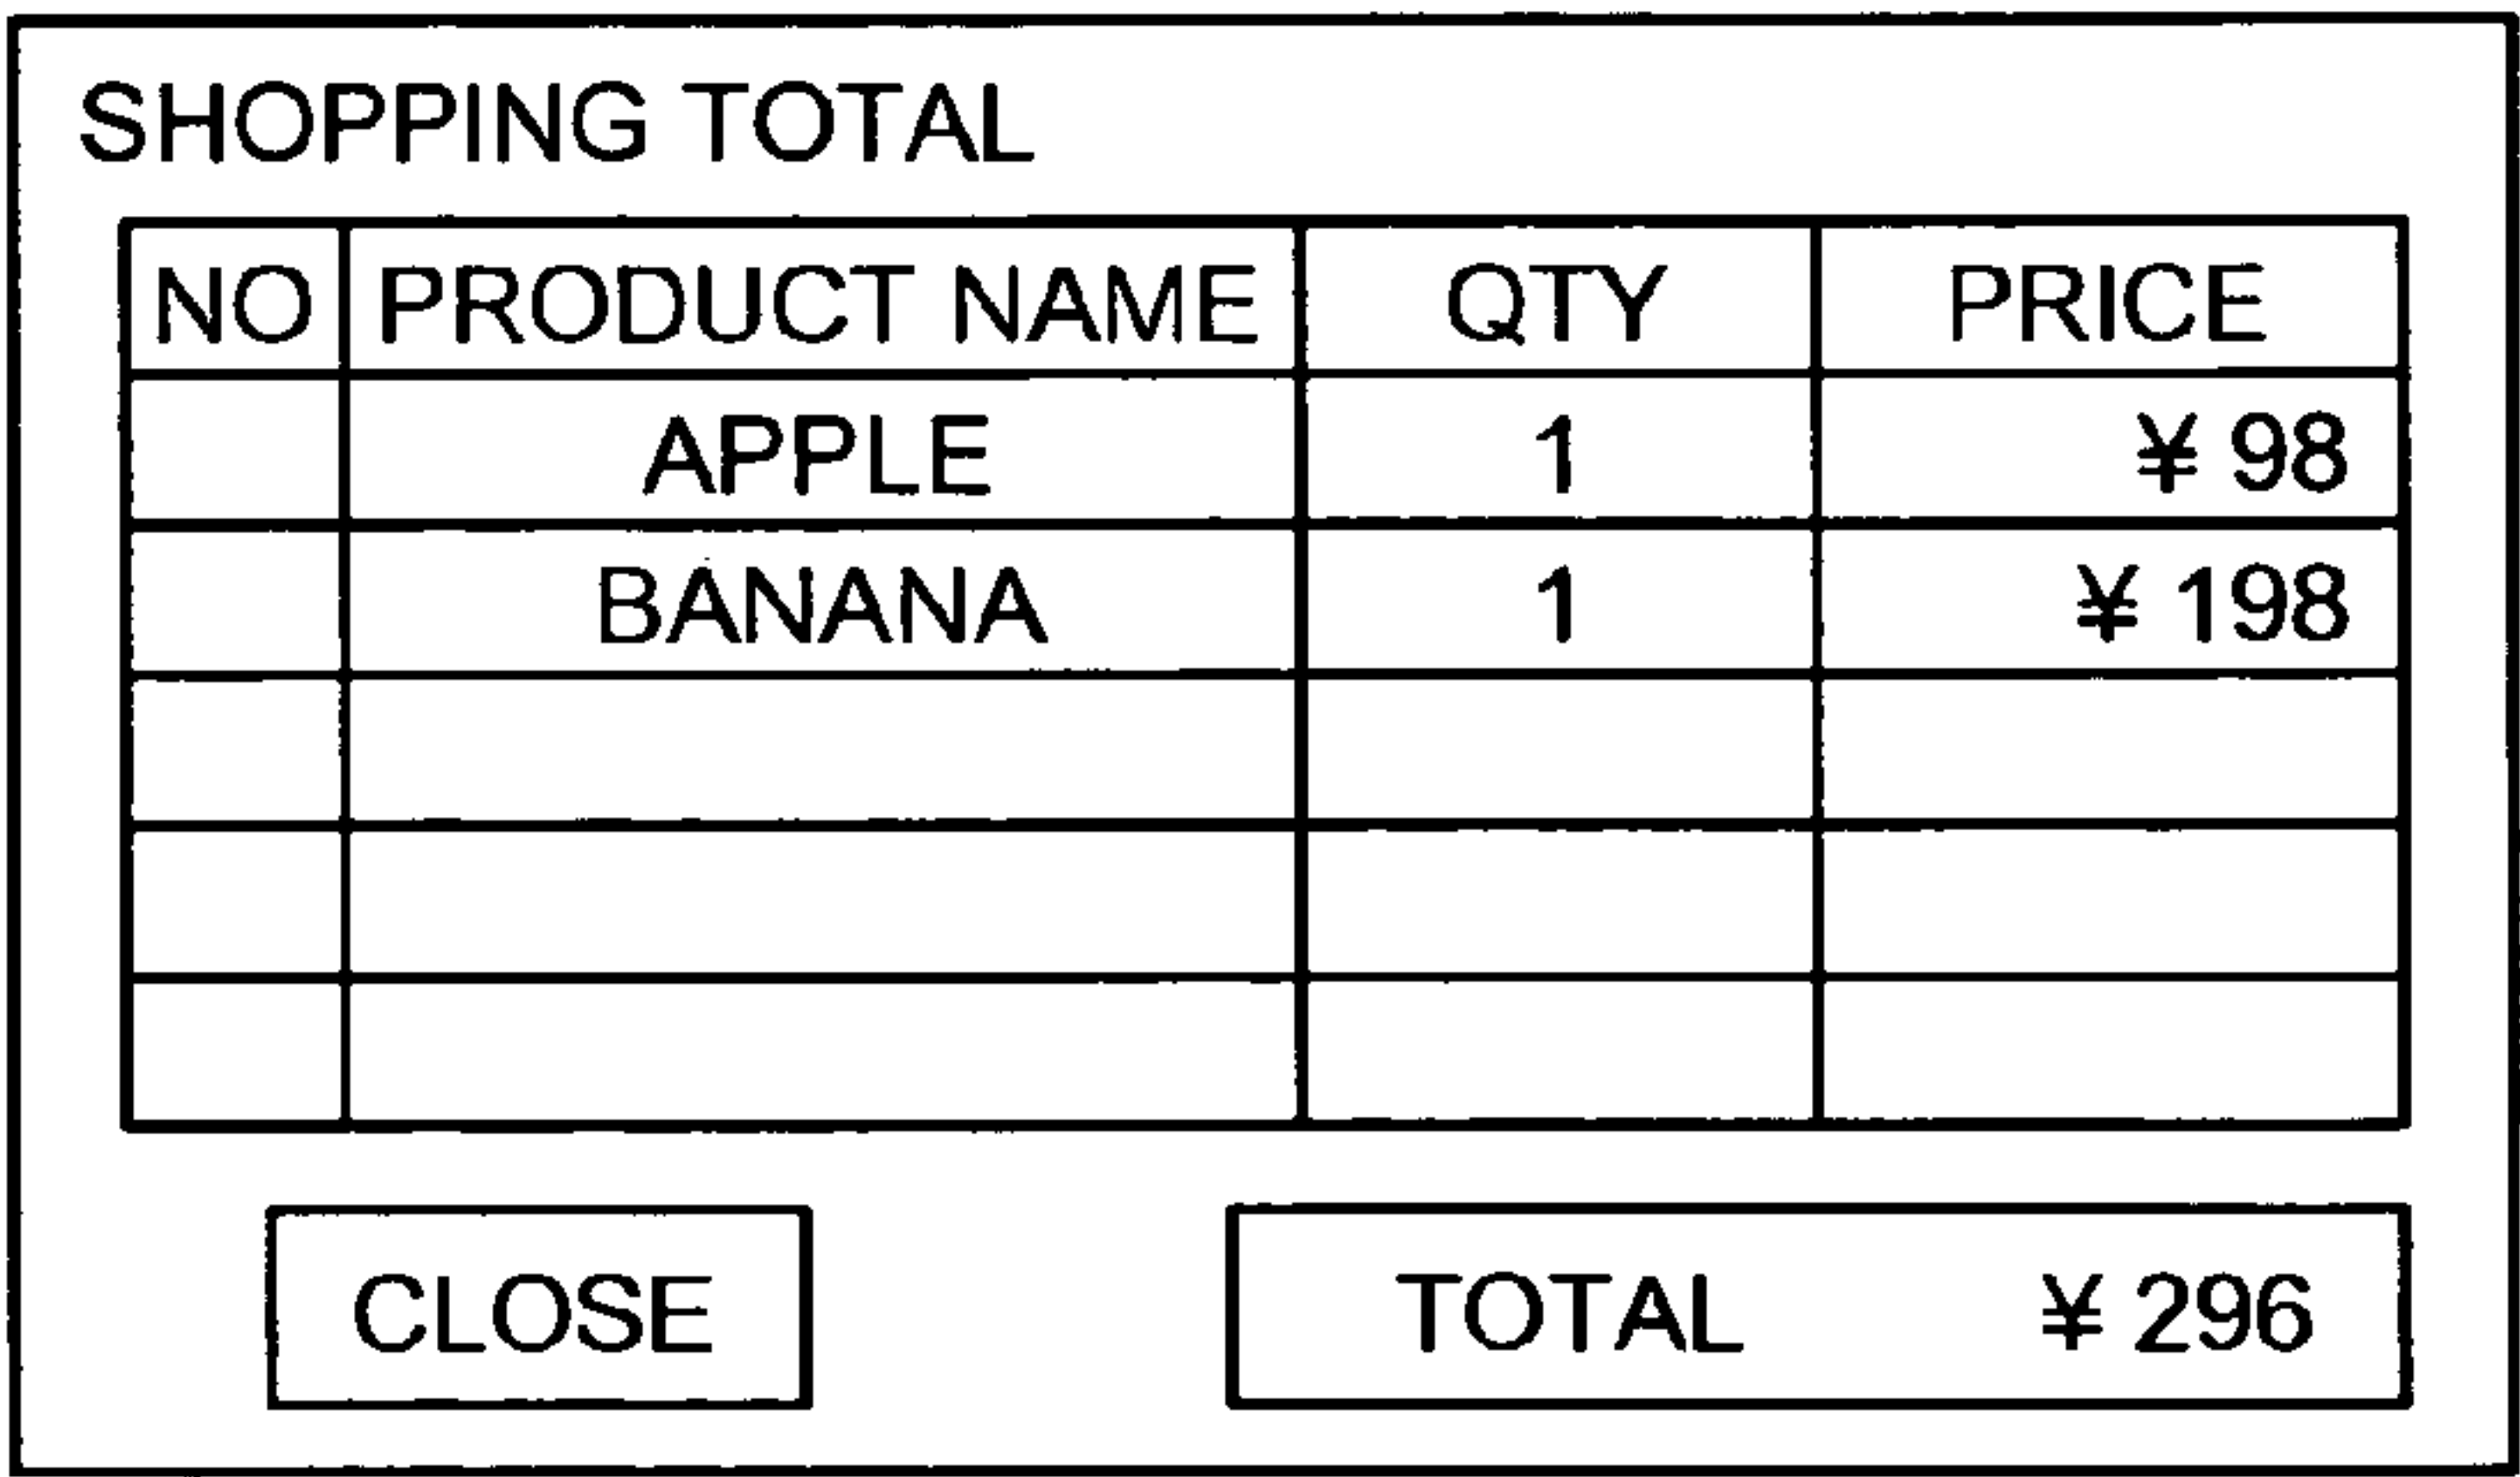 SHOPPING TOTAL
NO PRODUCT NAME QTY PRICE
APPLE 1 ¥ 98
BANANA 1 ¥ 198
CLOSE TOTAL ¥ 296